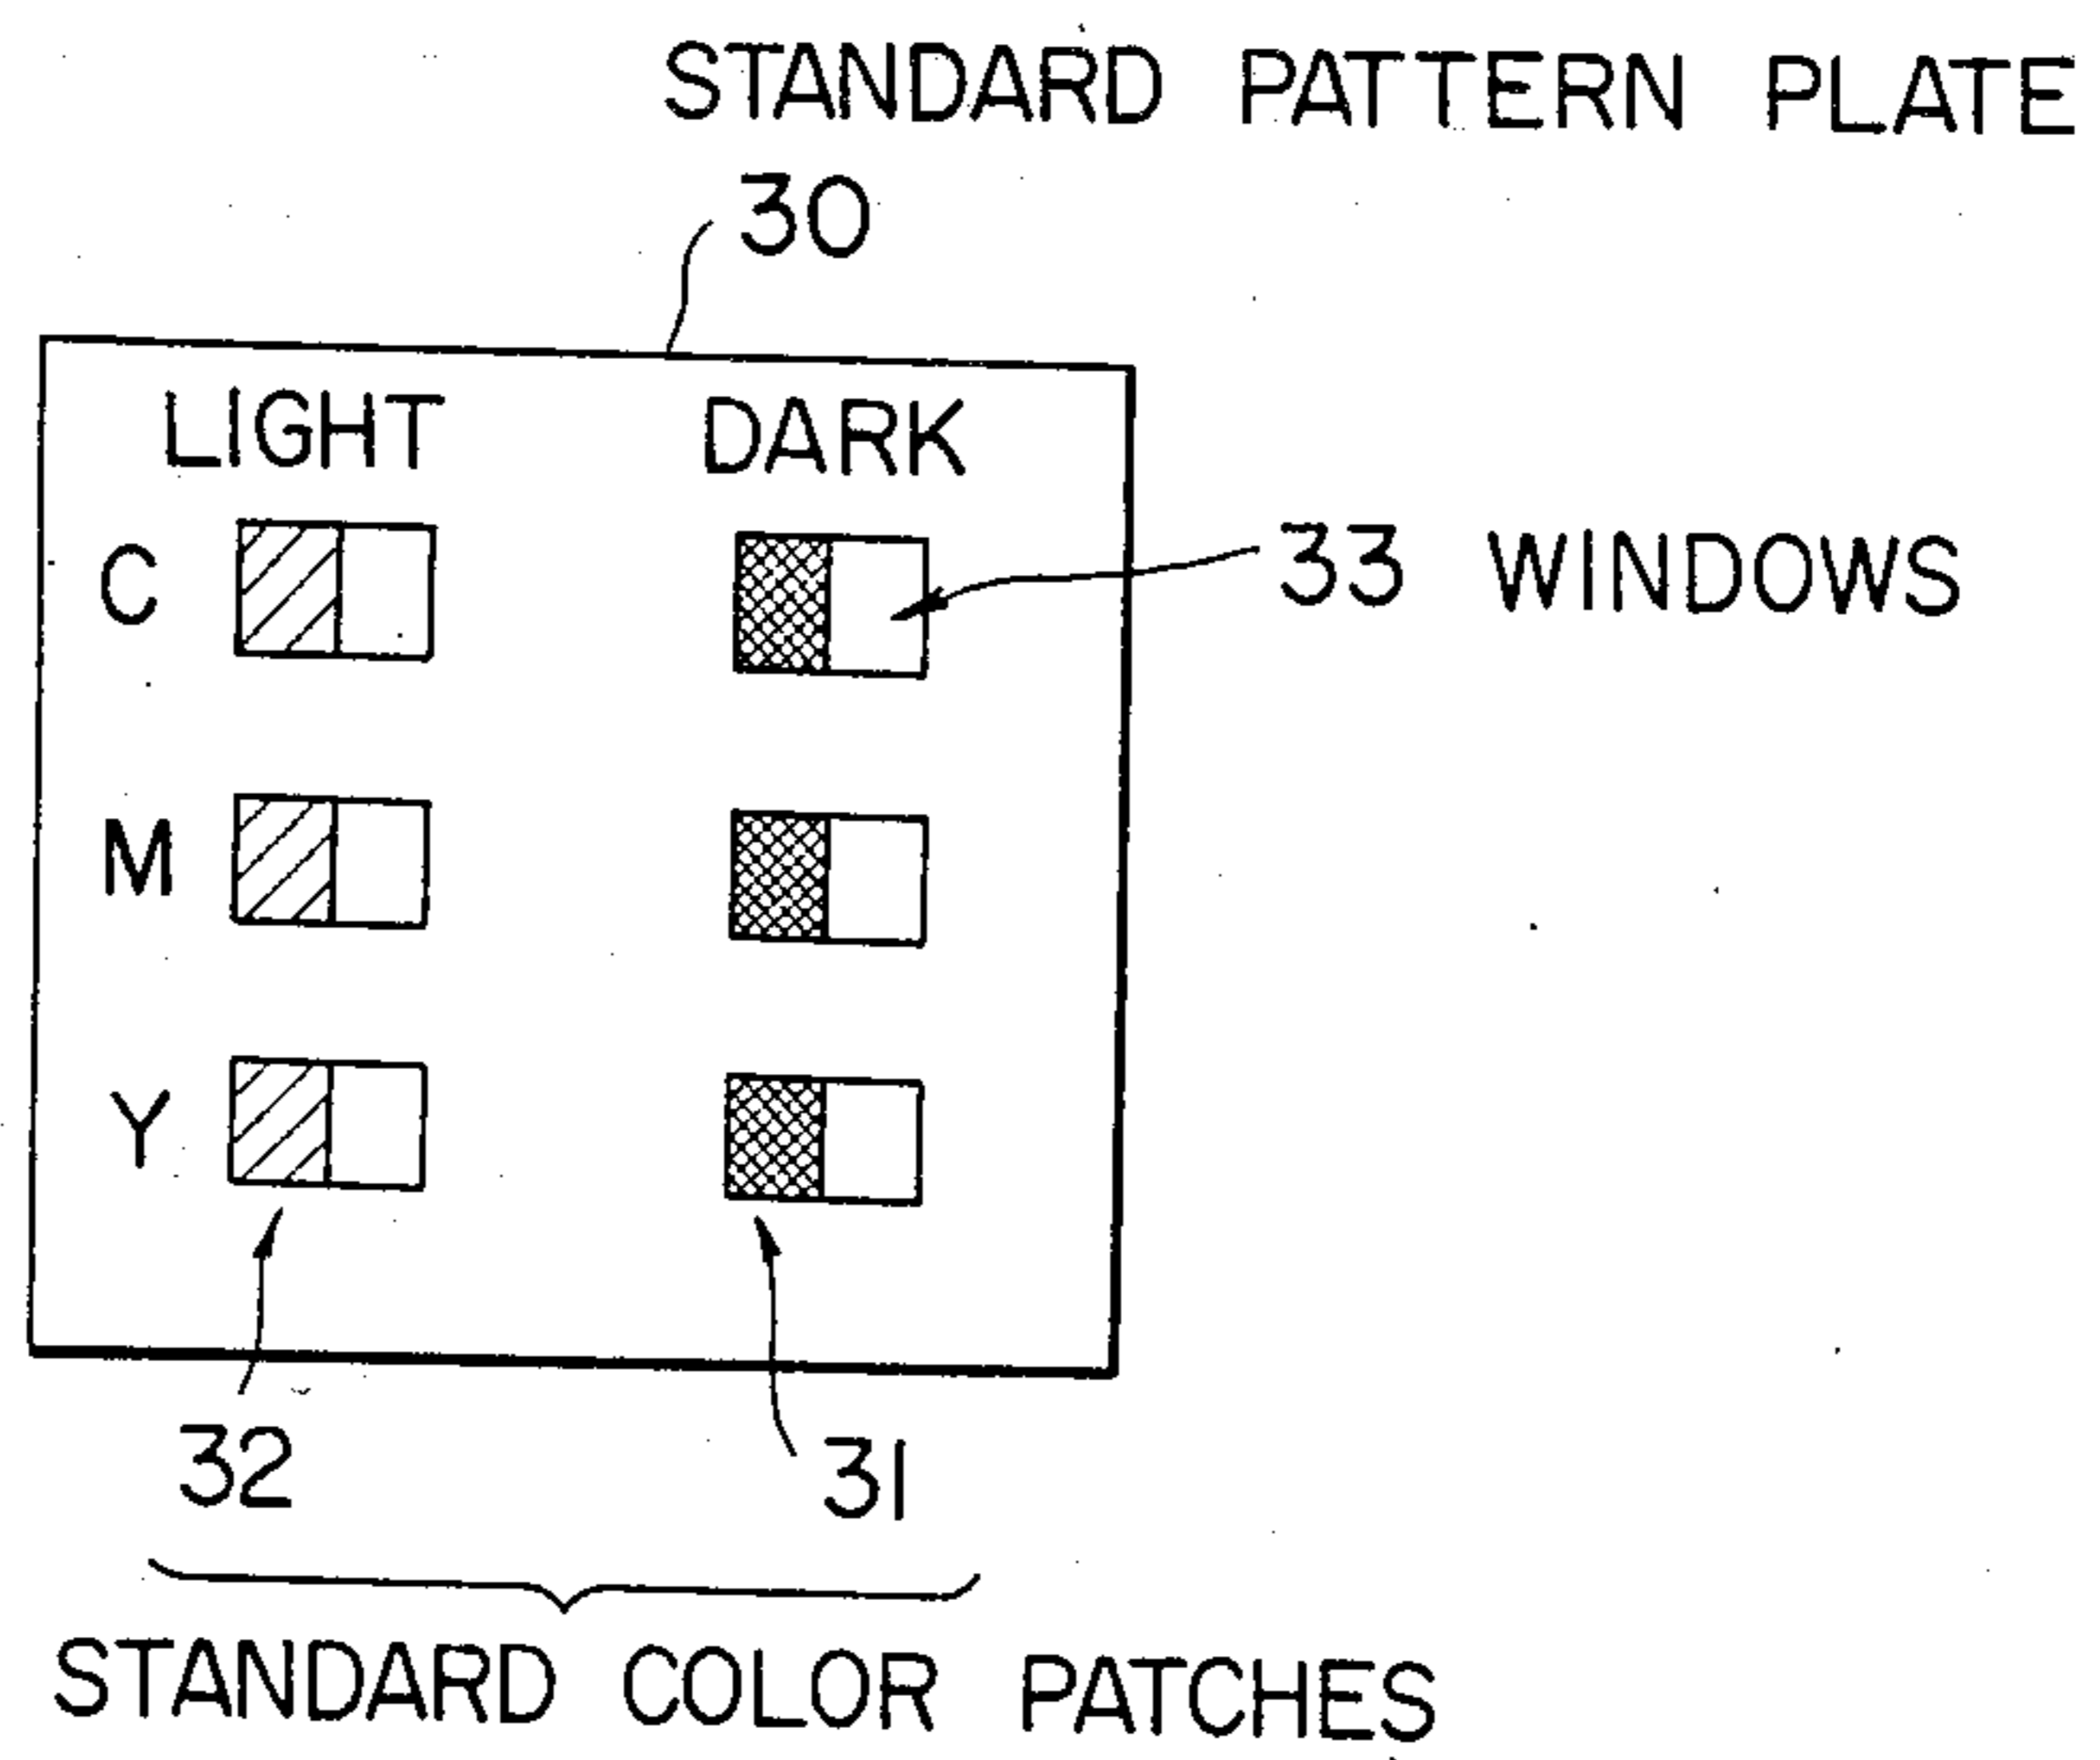 STANDARD PATTERN PLATE
30
LIGHT DARK
C
33 WINDOWS
M
Y
32 31
STANDARD COLOR PATCHES